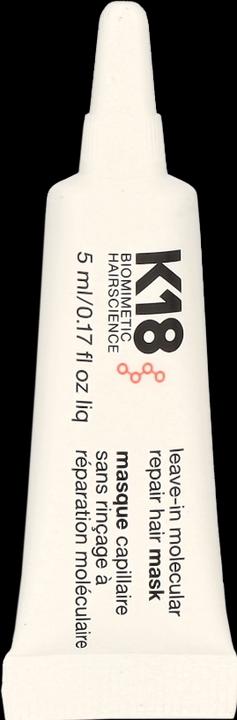 K18
BIOMIMETIC
HAIRSCIENCE
5 ml/0.17 fl oz liq
leave-in molecular
repair hair mask
masque capillaire
sans rinçage à
réparation moléculaire